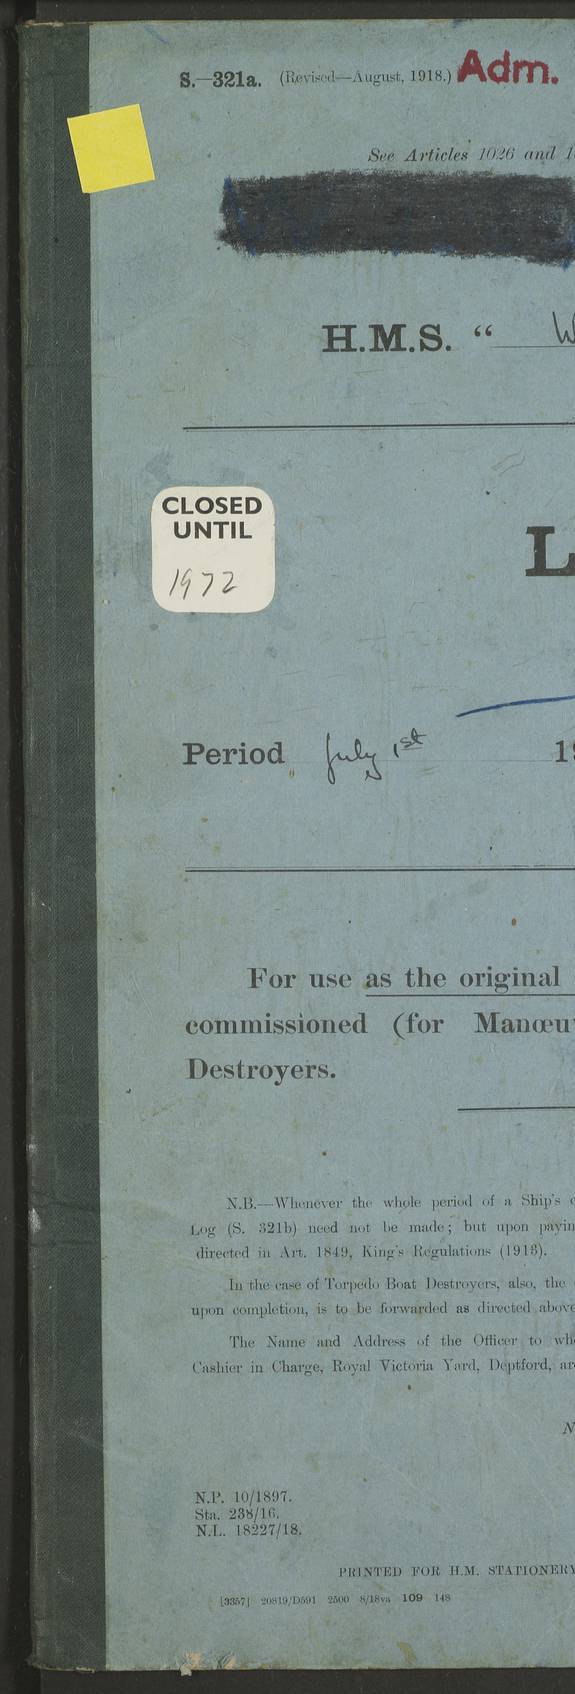 S.—321a. (Revised—August, 1918.) Adm.
See Articles 1026 and 1
H.M.S. “ W
CLOSED
UNTIL
1972
L
Period July 1st 19
For use as the original
commissioned (for Manœu
Destroyers.
N.B.—Whenever the whole period of a Ship's c
Log (S. 321b) need not be made; but upon payin
directed in Art. 1849, King's Regulations (1913).
In the case of Torpedo Boat Destroyers, also, the
upon completion, is to be forwarded as directed above
The Name and Address of the Officer to wh
Cashier in Charge, Royal Victoria Yard, Deptford, ar
N
N.P. 10/1897.
Sta. 238/16.
N.L. 18227/18.
PRINTED FOR H.M. STATIONERY
[3357] 20819/D591 2500 8/18va 109 148